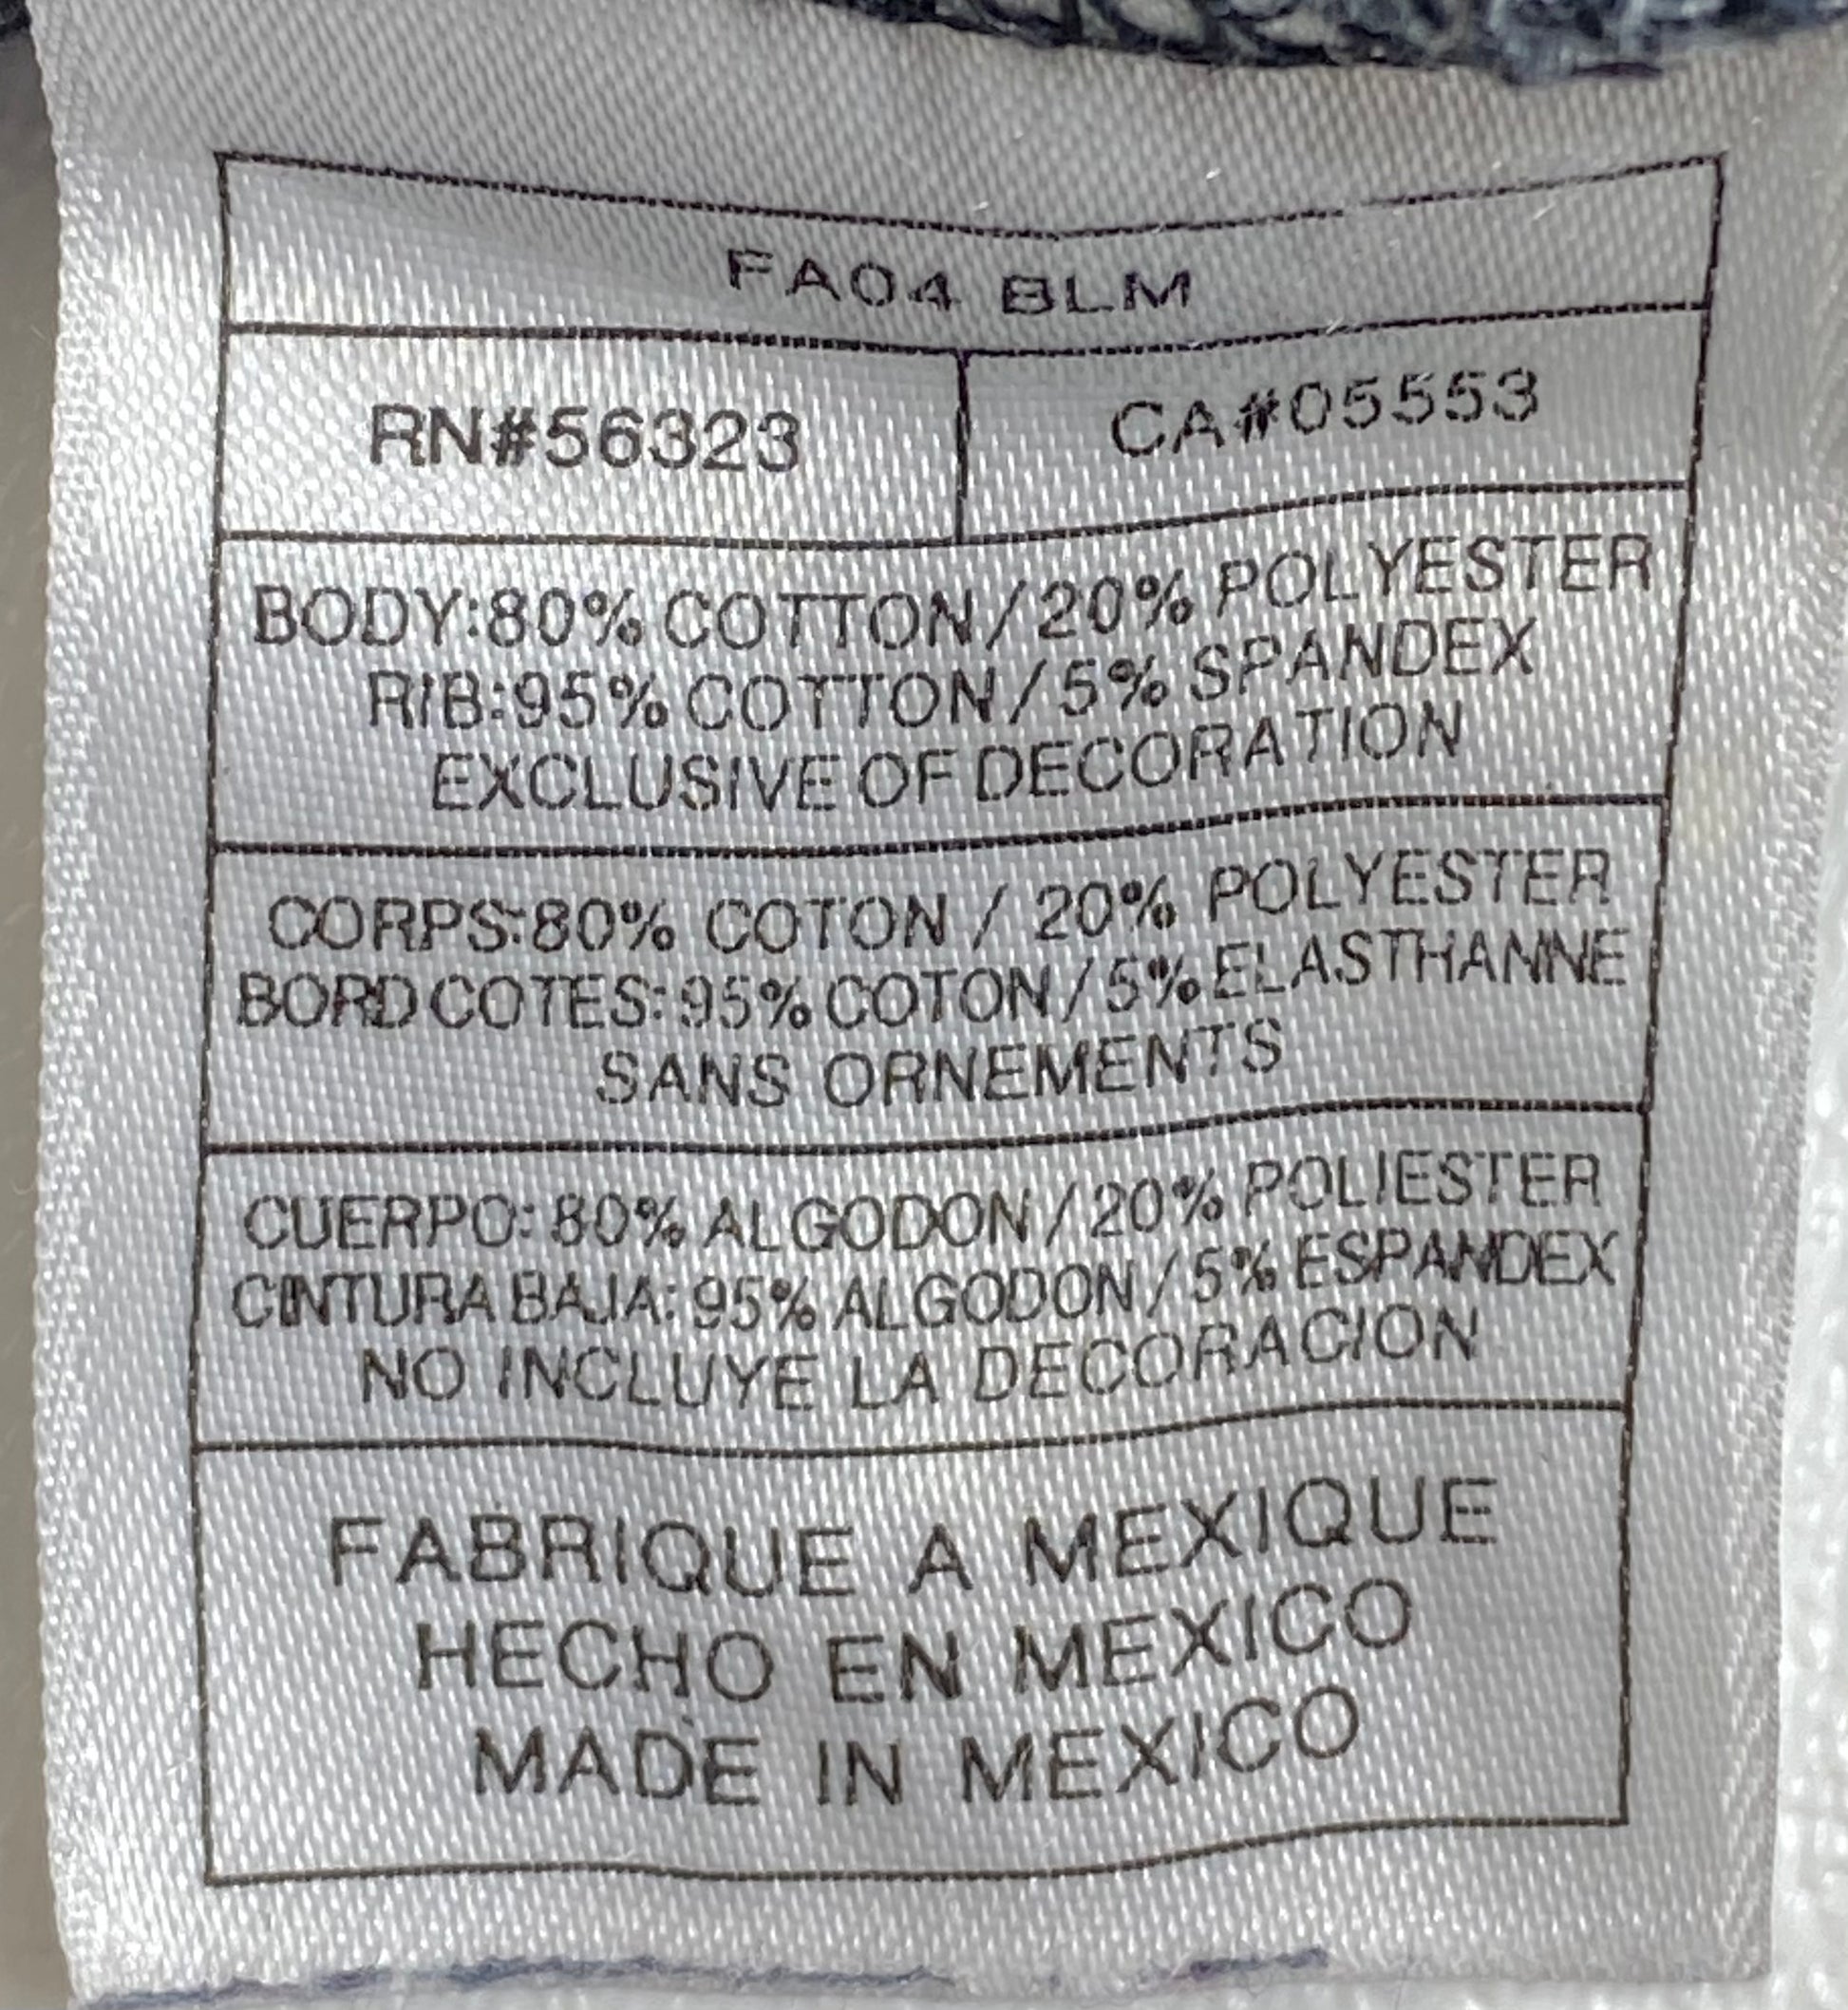 FA04 BLM
RN#56323
CA#05553
BODY:80% COTTON/20% POLYESTER
RIB:95% COTTON/5% SPANDEX
EXCLUSIVE OF DECORATION
CORPS:80% COTON / 20% POLYESTER
BORD COTES:95% COTON/5% ELASTHANNE
SANS ORNEMENTS
CUERPO:80% ALGODON/20% POLIESTER
CINTURA BAJA:95% ALGODON/5% ESPANDEX
NO INCLUYE LA DECORACION
FABRIQUE A MEXIQUE
HECHO EN MEXICO
MADE IN MEXICO